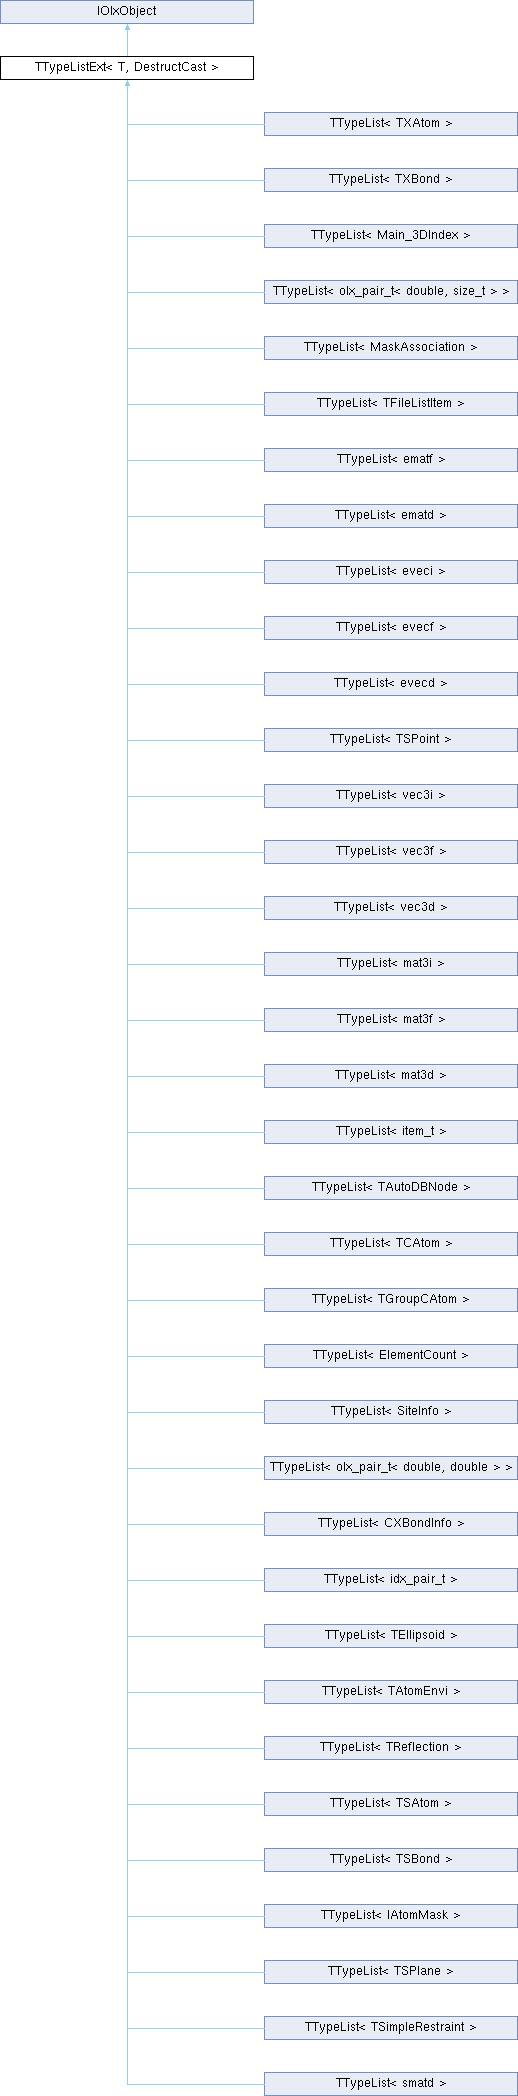 IOlxObject
TTypeListExt< T, DestructCast >
TTypeList< TXAtom >
TTypeList< TXBond >
TTypeList< Main_3DIndex >
TTypeList< olx_pair_t< double, size_t > >
TTypeList< MaskAssociation >
TTypeList< TFileListItem >
TTypeList< ematf >
TTypeList< ematd >
TTypeList< eveci >
TTypeList< evecf >
TTypeList< evecd >
TTypeList< TSPoint >
TTypeList< vec3i >
TTypeList< vec3f >
TTypeList< vec3d >
TTypeList< mat3i >
TTypeList< mat3f >
TTypeList< mat3d >
TTypeList< item_t >
TTypeList< TAutoDBNode >
TTypeList< TCAtom >
TTypeList< TGroupCAtom >
TTypeList< ElementCount >
TTypeList< SiteInfo >
TTypeList< olx_pair_t< double, double > >
TTypeList< CXBondInfo >
TTypeList< idx_pair_t >
TTypeList< TEllipsoid >
TTypeList< TAtomEnvi >
TTypeList< TReflection >
TTypeList< TSAtom >
TTypeList< TSBond >
TTypeList< IAtomMask >
TTypeList< TSPlane >
TTypeList< TSimpleRestraint >
TTypeList< smatd >